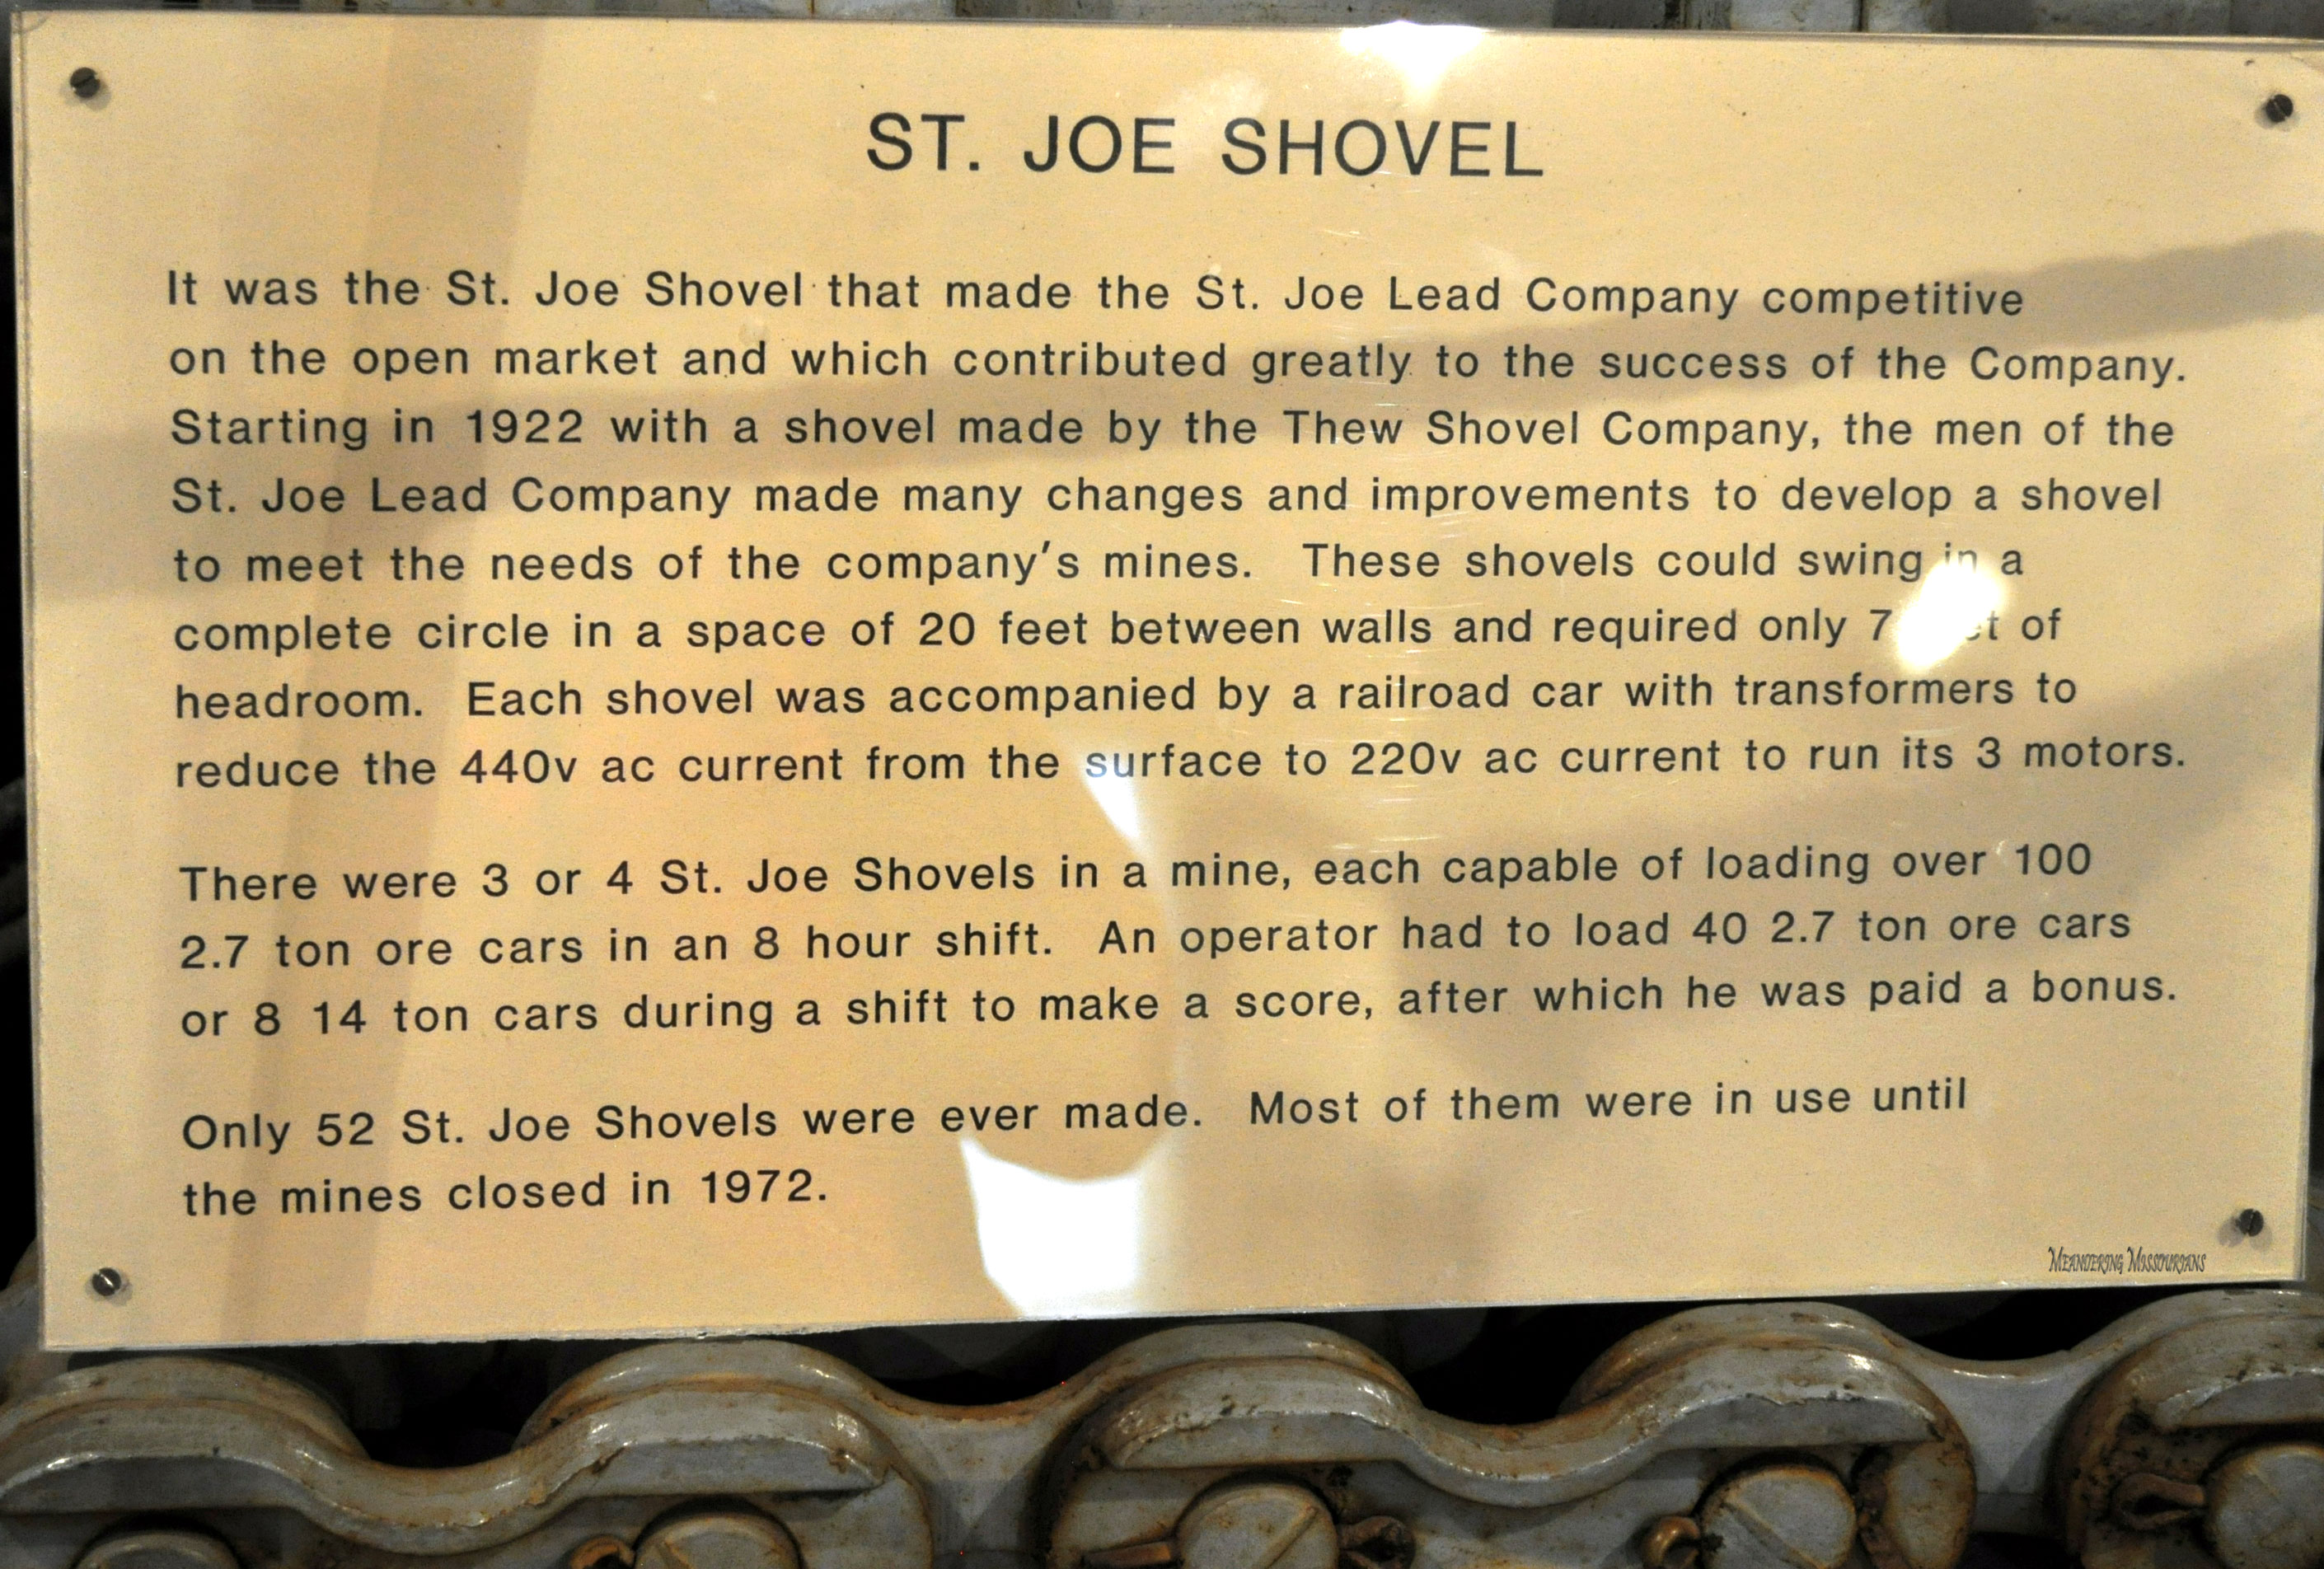 ST. JOE SHOVEL
It was the St. Joe Shovel that made the St. Joe Lead Company competitive
on the open market and which contributed greatly to the success of the Company.
Starting in 1922 with a shovel made by the Thew Shovel Company, the men of the
St. Joe Lead Company made many changes and improvements to develop a shovel
to meet the needs of the company's mines. These shovels could swing in a
complete circle in a space of 20 feet between walls and required only 7 of
headroom. Each shovel was accompanied by a railroad car with transformers to
reduce the 440v ac current from the surface to 220v ac current to run its 3 motors.
There were 3 or 4 St. Joe Shovels in a mine, each capable of loading over 100
2.7 ton ore cars in an 8 hour shift. An operator had to load 40 2.7 ton ore cars
or 8 14 ton cars during a shift to make a score, after which he was paid a bonus.
Only 52 St. Joe Shovels were ever made. Most of them were in use until
the mines closed in 1972.
MEANDERING MISSOURIANS